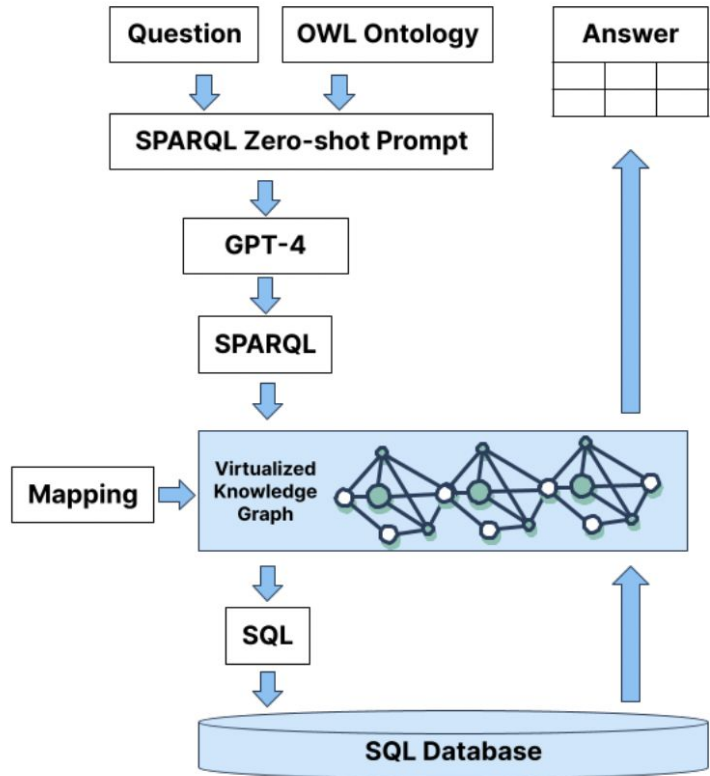 Question
OWL Ontology
Answer
SPARQL Zero-shot Prompt
GPT-4
SPARQL
Virtualized
Knowledge
Graph
Mapping
SQL
SQL Database